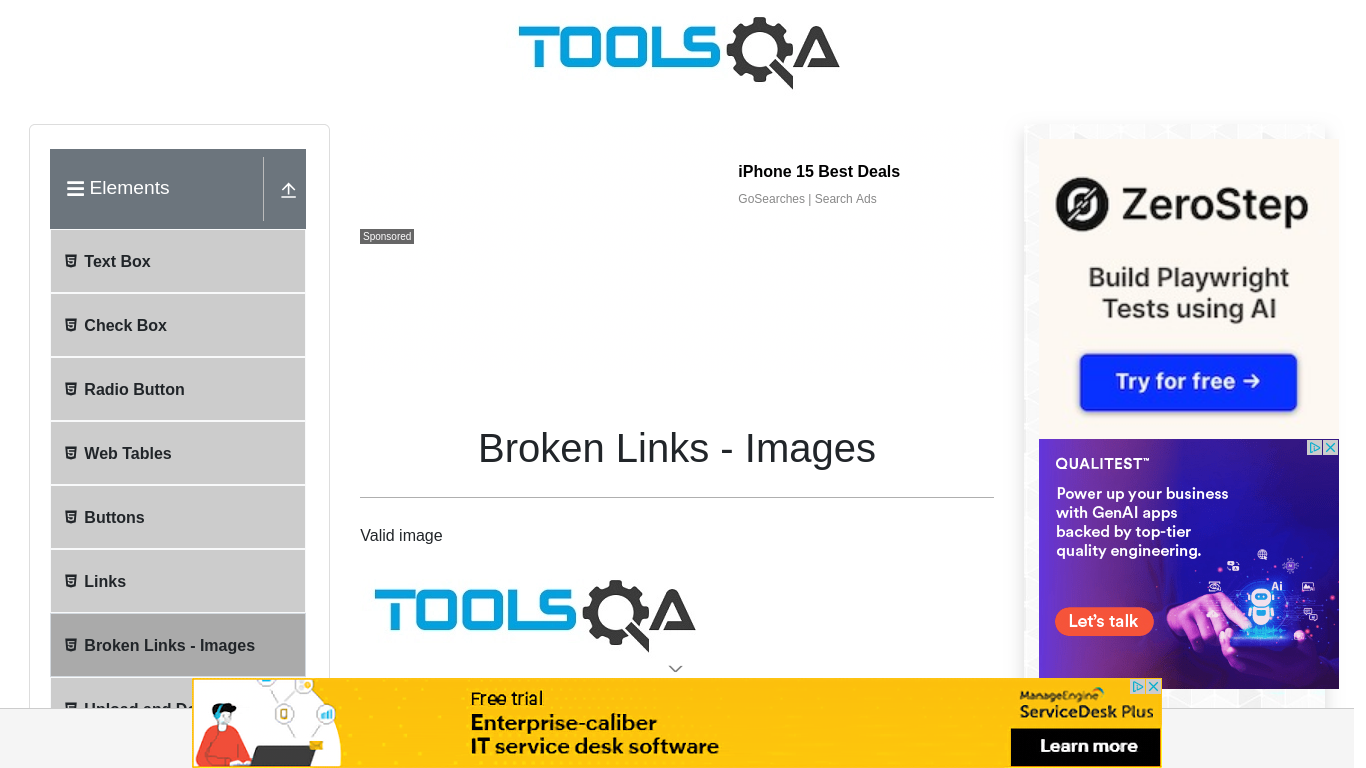 TOOLSQA
Elements
Text Box
Check Box
Radio Button
Web Tables
Buttons
Links
Broken Links - Images
iPhone 15 Best Deals
GoSearches | Search Ads
Sponsored
Broken Links - Images
Valid image
TOOLSQA
ZeroStep
Build Playwright
Tests using AI
Try for free →
QUALITEST™
Power up your business
with GenAI apps
backed by top-tier
quality engineering.
Ai
Let's talk
Upload and
Free trial
Enterprise-caliber
IT service desk software
ManageEngine
ServiceDesk Plus
Learn more